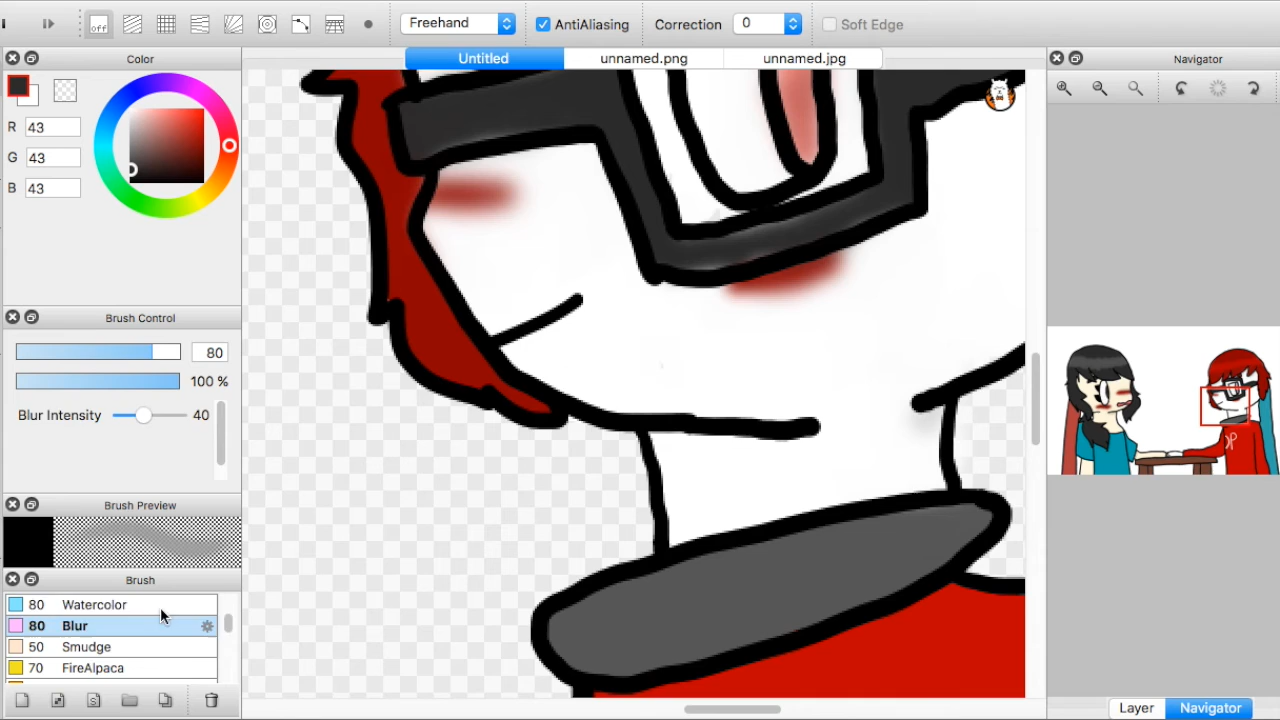 off Freehand AntiAliasing Correction 0 Soft Edge
Color Untitled unnamed.png unnamed.jpg Navigator
R 43
G 43
B 43
Brush Control
80
100 %
Blur Intensity 40
Brush Preview
Brush
80 Watercolor
80 Blur
50 Smudge
70 FireAlpaca
Layer Navigator